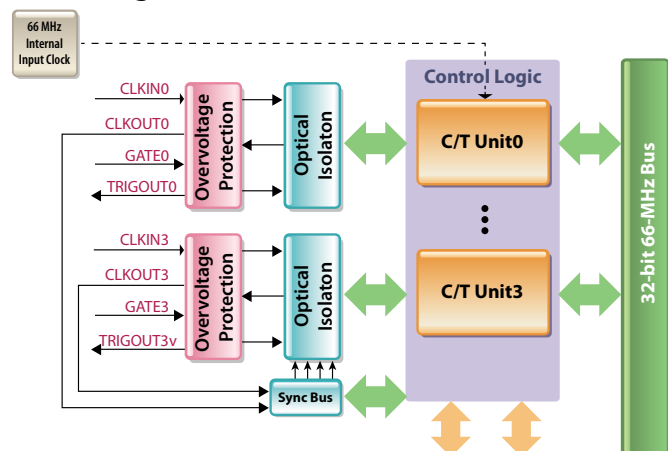 66 MHz
Internal
Input Clock
CLKIN0
CLKOUT0
GATE0
TRIGOUT0
Overvoltage
Protection
Optical
Isolaton
Control Logic
C/T Unit0
32-bit 66-MHz Bus
CLKIN3
CLKOUT3
GATE3
TRIGOUT3v
Overvoltage
Protection
Optical
Isolaton
C/T Unit3
Sync Bus